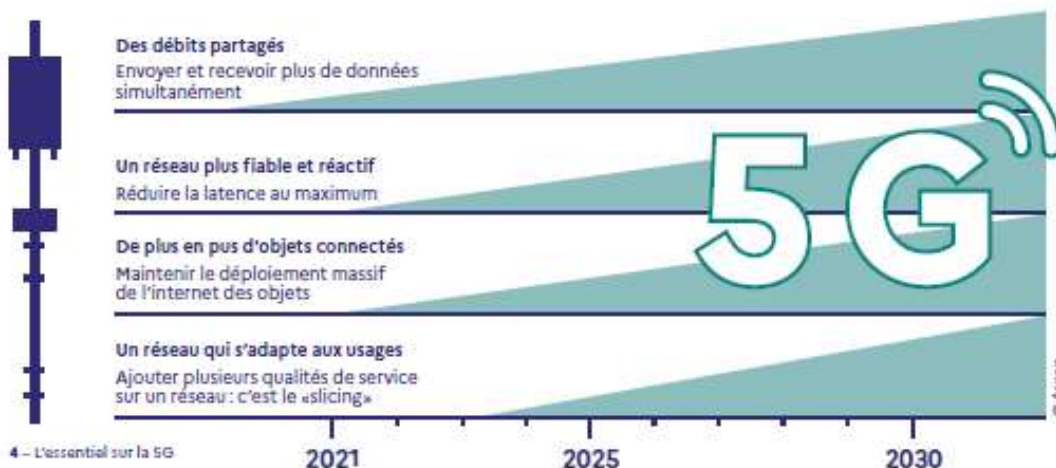 Des débits partagés
Envoyer et recevoir plus de données
simultanément
Un réseau plus fiable et réactif
Réduire la latence au maximum
De plus en pus d'objets connectés
Maintenir le déploiement massif
de l'internet des objets
Un réseau qui s'adapte aux usages
Ajouter plusieurs qualités de service
sur un réseau : c'est le «slicing»
5G
2021
2025
2030
4 – L'essentiel sur la 5G